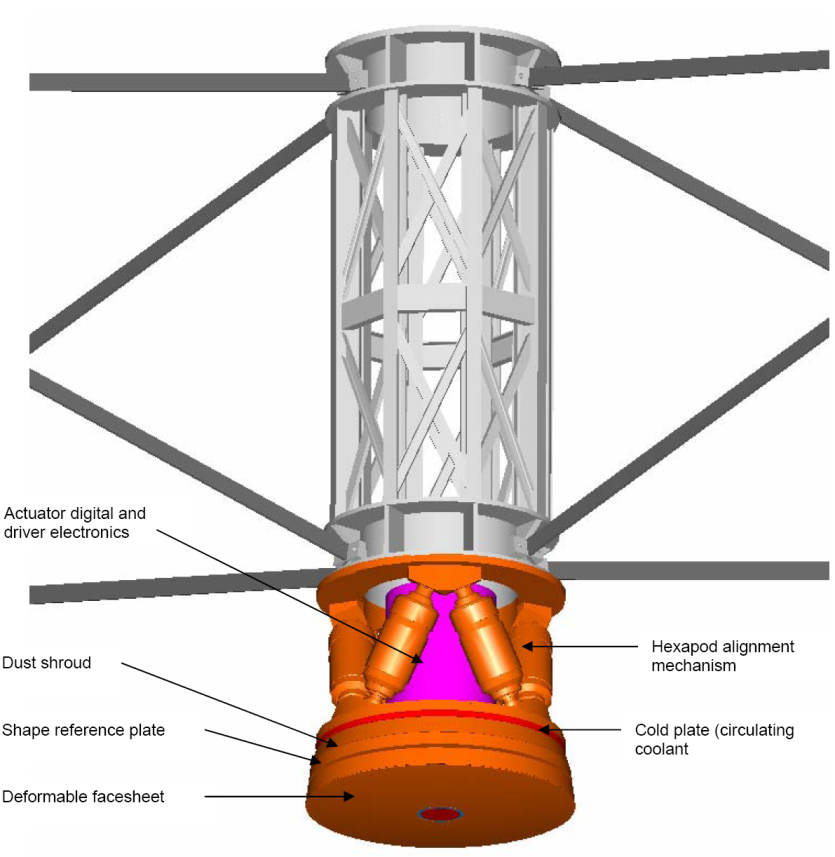 Actuator digital and
driver electronics
Hexapod alignment
mechanism
Dust shroud
Shape reference plate
Cold plate (circulating
coolant
Deformable facesheet